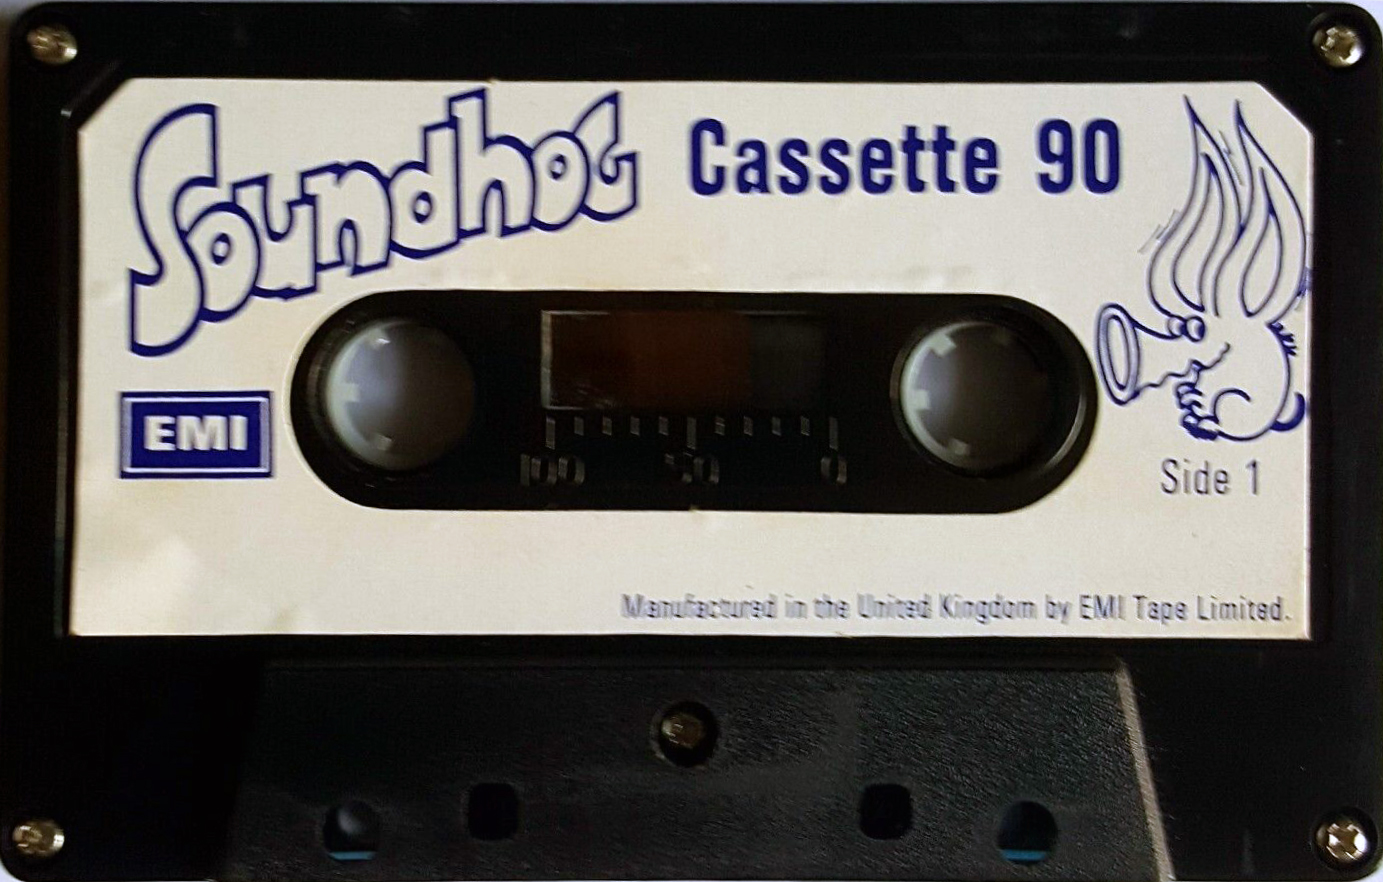 Soundhog
Cassette 90
EMI
100 50 0
Side 1
Manufactured in the United Kingdom by EMI Tape Limited.